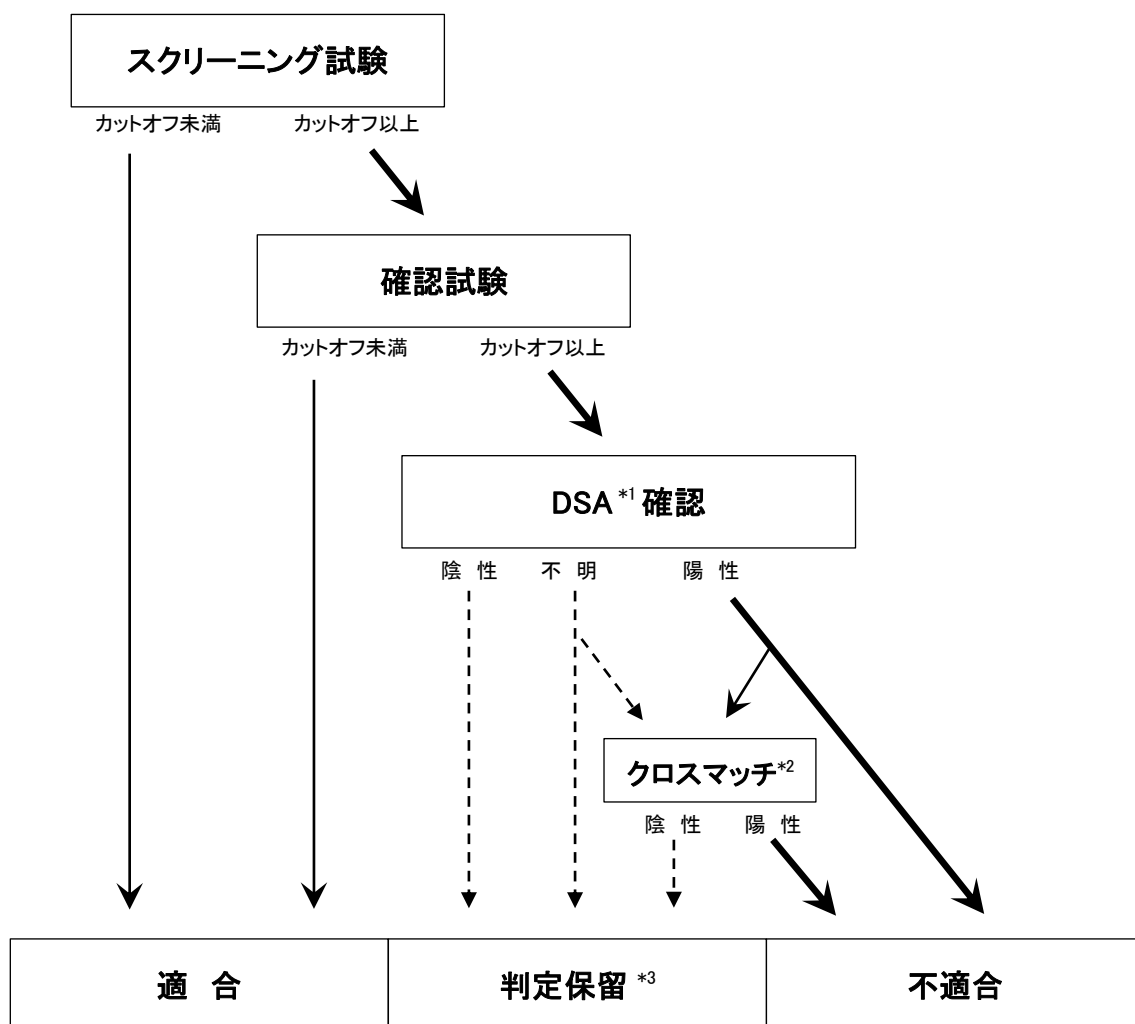 スクリーニング試験
カットオフ未満 カットオフ以上
確認試験
カットオフ未満 カットオフ以上
DSA *1 確認
陰 性 不 明 陽 性
クロスマッチ*2
陰 性 陽 性
適 合 判定保留 *3 不適合